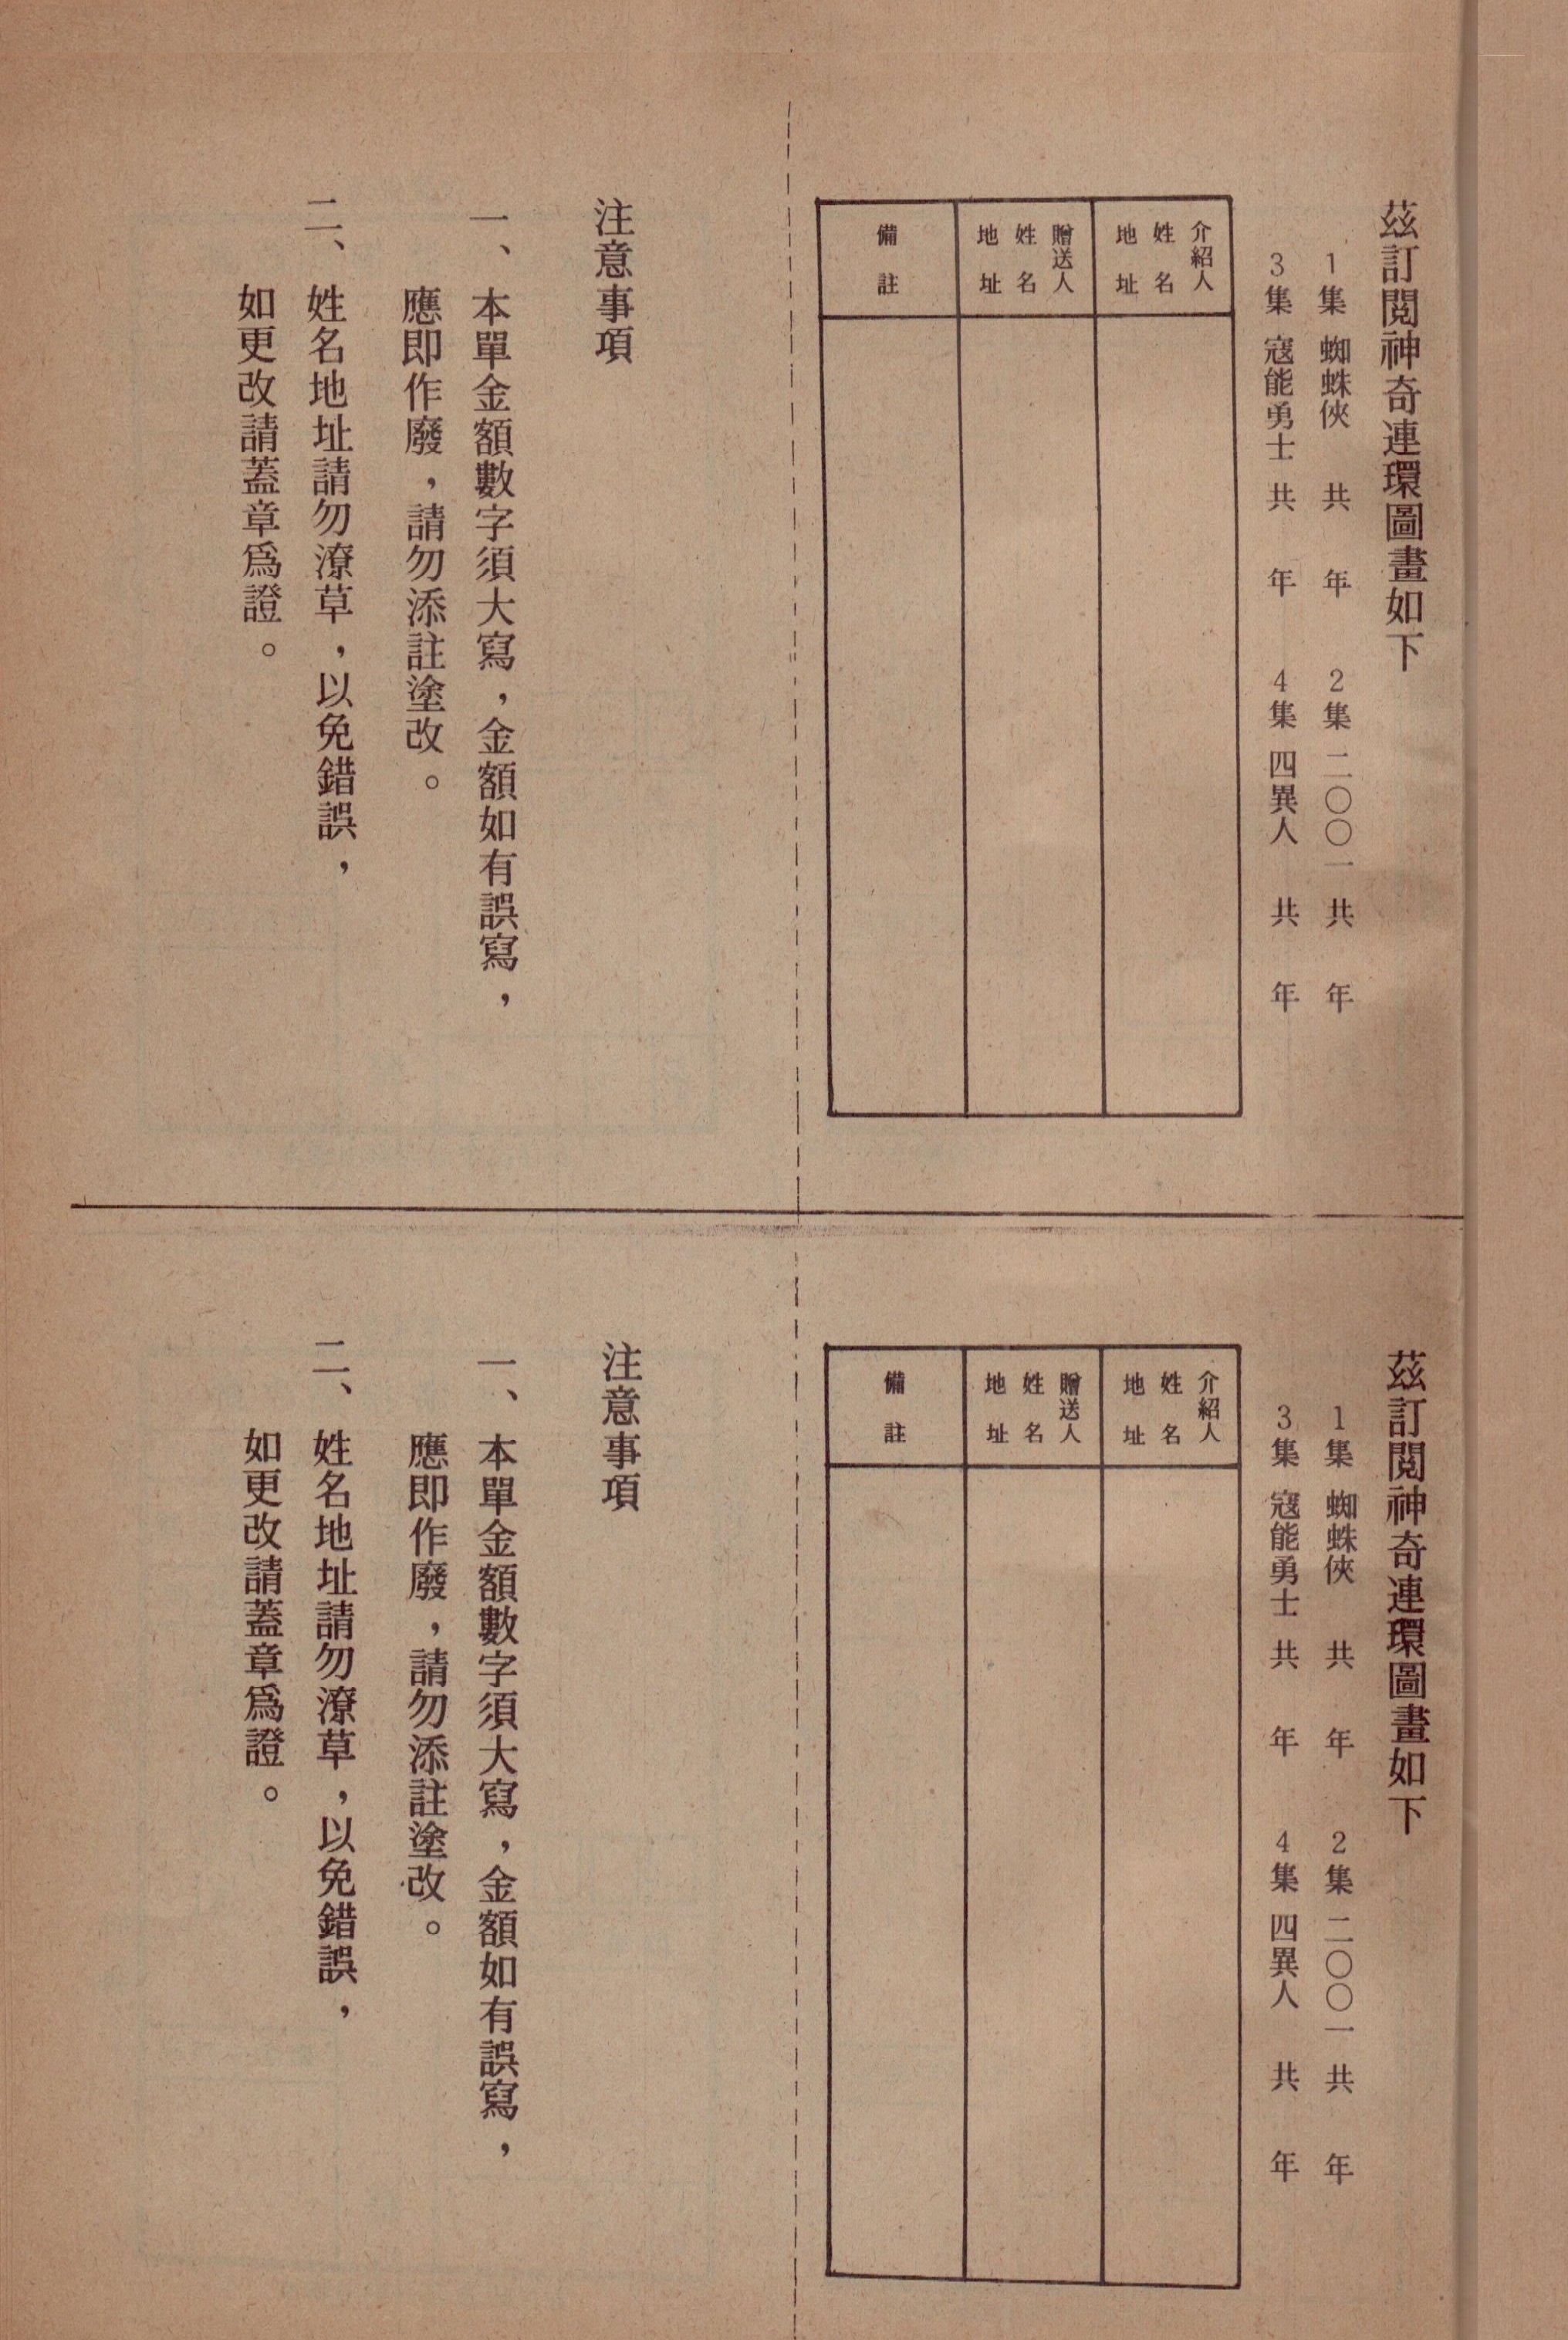 茲訂閱神奇連環圖畫如下
1集 蜘蛛俠 共 年 2集 二〇〇一 共 年
3集 寇能勇士 共 年 4集 四異人 共 年
介紹人
姓名
地址
贈送人
姓名
地址
備註
注意事項
一、本單金額數字須大寫，金額如有誤寫，
應即作廢，請勿添註塗改。
二、姓名地址請勿潦草，以免錯誤，
如更改請蓋章爲證。
茲訂閱神奇連環圖畫如下
1集 蜘蛛俠 共 年 2集 二〇〇一 共 年
3集 寇能勇士 共 年 4集 四異人 共 年
介紹人
姓名
地址
贈送人
姓名
地址
備註
注意事項
一、本單金額數字須大寫，金額如有誤寫，
應即作廢，請勿添註塗改。
二、姓名地址請勿潦草，以免錯誤，
如更改請蓋章爲證。